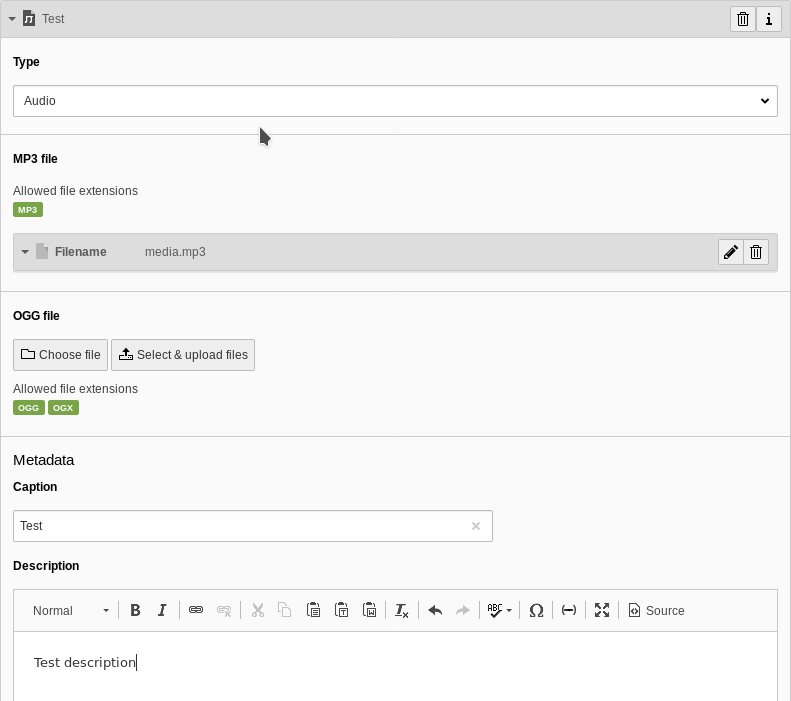 Test
Type
Audio
MP3 file
Allowed file extensions
MP3
Filename media.mp3
OGG file
Choose file Select & upload files
Allowed file extensions
OGG OGX
Metadata
Caption
Test
Description
Normal B I ABC Ω Source
Test description